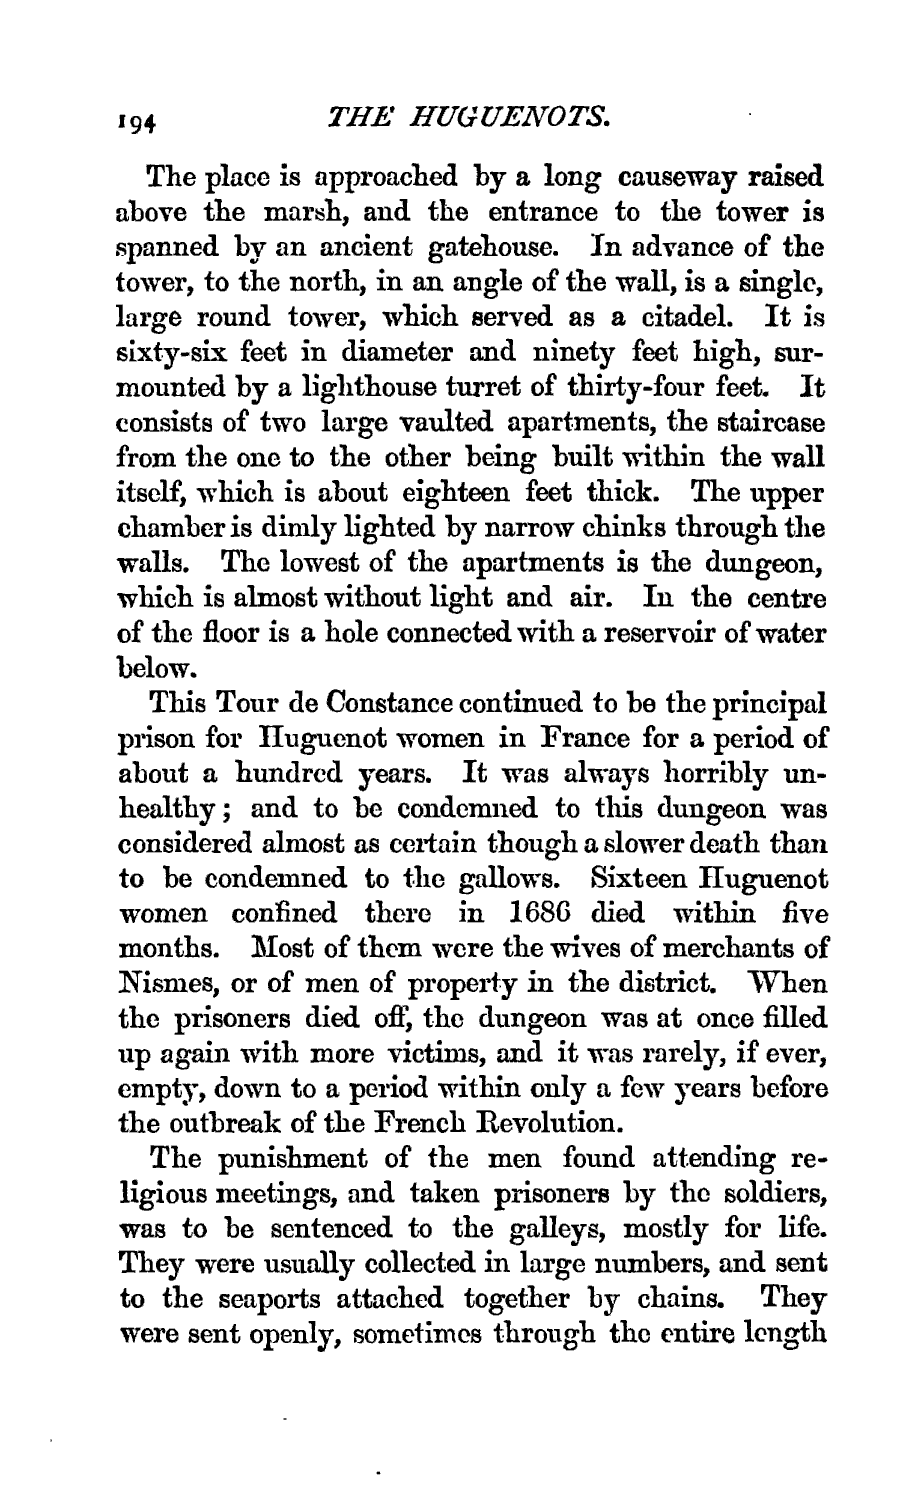 194 THE HUGUENOTS.
The place is approached by a long causeway raised
above the marsh, and the entrance to the tower is
spanned by an ancient gatehouse. In advance of the
tower, to the north, in an angle of the wall, is a single,
large round tower, which served as a citadel. It is
sixty-six feet in diameter and ninety feet high, sur-
mounted by a lighthouse turret of thirty-four feet. It
consists of two large vaulted apartments, the staircase
from the one to the other being built within the wall
itself, which is about eighteen feet thick. The upper
chamber is dimly lighted by narrow chinks through the
walls. The lowest of the apartments is the dungeon,
which is almost without light and air. In the centre
of the floor is a hole connected with a reservoir of water
below.
This Tour de Constance continued to be the principal
prison for Huguenot women in France for a period of
about a hundred years. It was always horribly un-
healthy; and to be condemned to this dungeon was
considered almost as certain though a slower death than
to be condemned to the gallows. Sixteen Huguenot
women confined there in 1686 died within five
months. Most of them were the wives of merchants of
Nismes, or of men of property in the district. When
the prisoners died off, the dungeon was at once filled
up again with more victims, and it was rarely, if ever,
empty, down to a period within only a few years before
the outbreak of the French Revolution.
The punishment of the men found attending re-
ligious meetings, and taken prisoners by the soldiers,
was to be sentenced to the galleys, mostly for life.
They were usually collected in large numbers, and sent
to the seaports attached together by chains. They
were sent openly, sometimes through the entire length